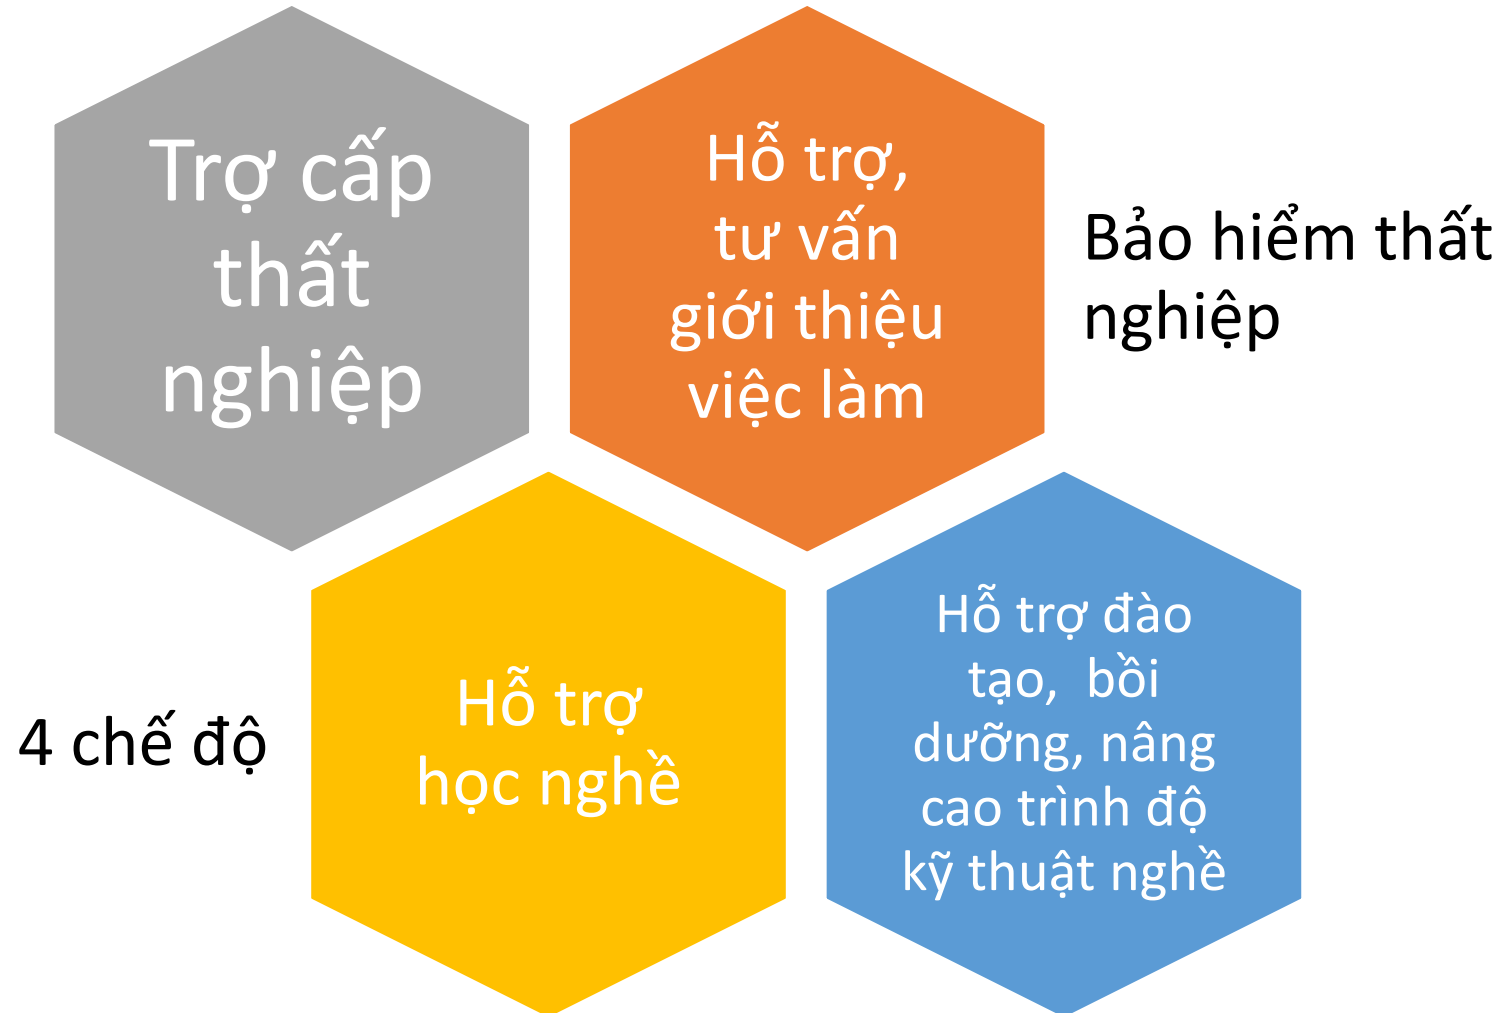 Trợ cấp
thất
nghiệp
Hỗ trợ,
tư vấn
giới thiệu
việc làm
Bảo hiểm thất
nghiệp
4 chế độ
Hỗ trợ
học nghề
Hỗ trợ đào
tạo, bồi
dưỡng, nâng
cao trình độ
kỹ thuật nghề